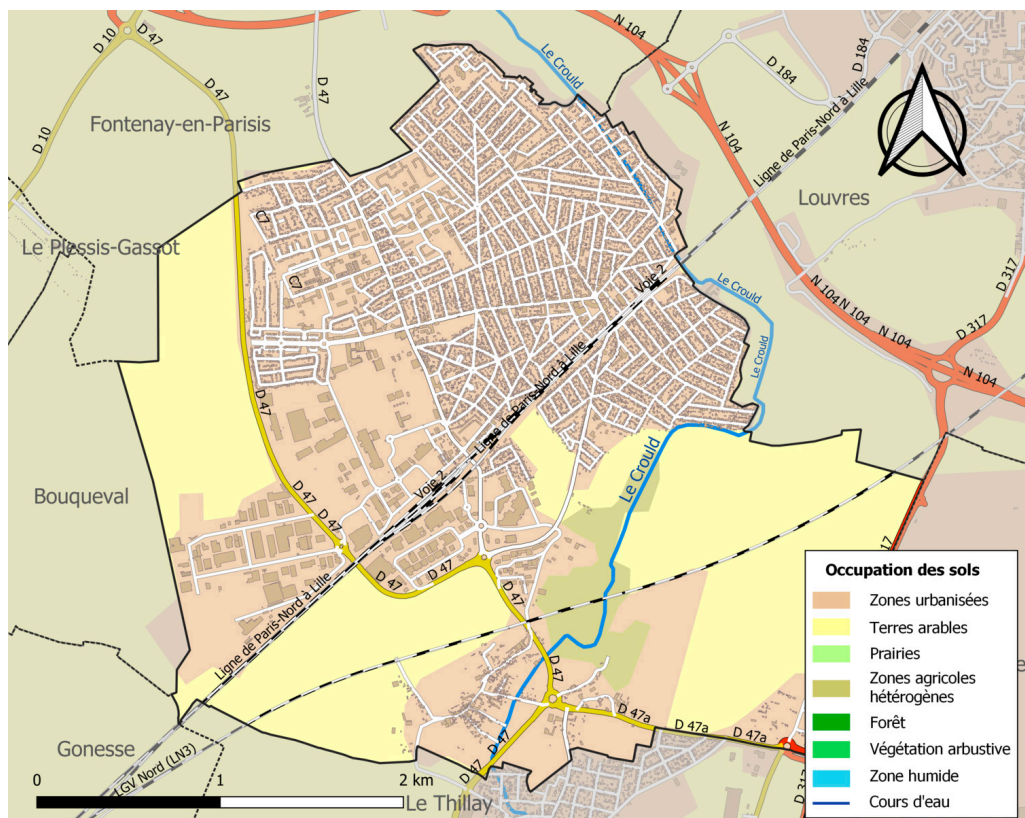 D 10
D 47
N 104
D 184
Le Crould
D 47
D 184
D 10
Fontenay-en-Parisis
N 104
Ligne de Paris-Nord à Lille
Louvres
C7
Le Plessis-Gassot
C7
Voie 2
Le Crould
D 317
N 104
N 104
N 104
Le Crould
N 104
Ligne de Paris-Nord à Lille
D 47
Le Crould
Bouqueval
Voie 2
D 47
D 47
17
D 47
D 47
Ligne de Paris-Nord à Lille
D 47
D 47
D 47a
D 47a
D 47a
Gonesse
D 47
D 47
LGV Nord (LN3)
D 317
Le Thillay
0
1
2 km
Occupation des sols
Zones urbanisées
Terres arables
Prairies
Zones agricoles
hétérogènes
Forêt
Végétation arbustive
Zone humide
Cours d'eau